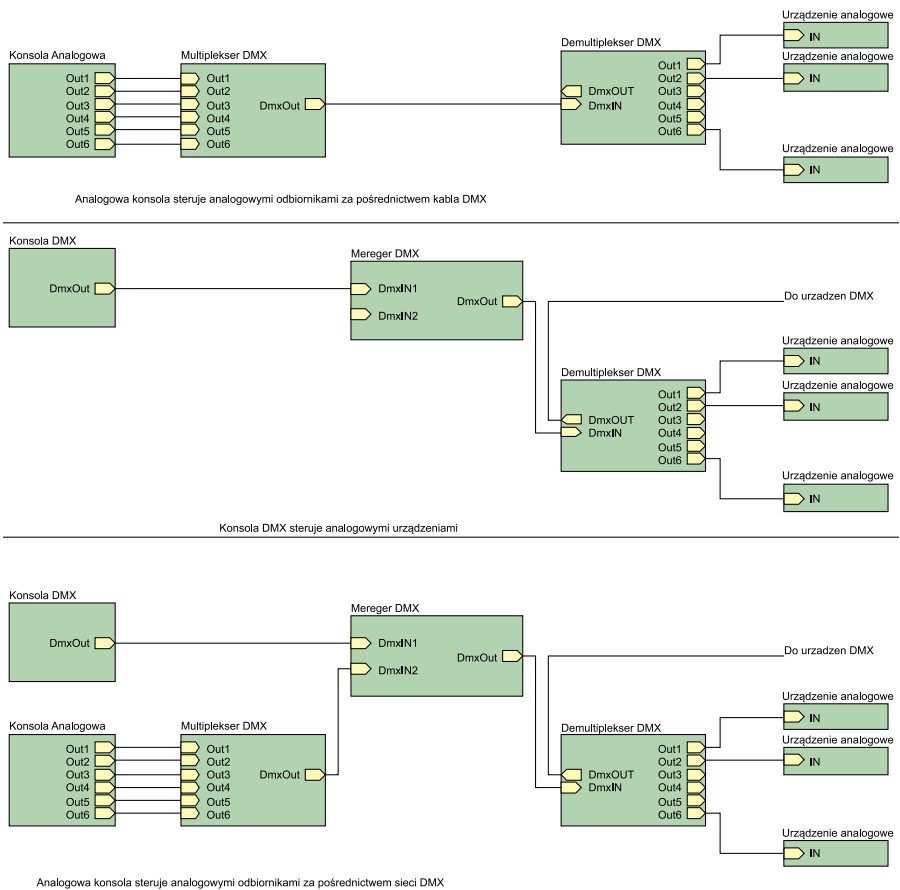 Urządzenie analogowe
IN
Konsola Analogowa
Multiplekser DMX
Demultiplekser DMX
Urządzenie analogowe
IN
Out1
Out2
Out3
Out4
Out5
Out6
Out1
Out2
Out3
Out4
Out5
Out6
DmxOut
DmxOUT
DmxIN
Out1
Out2
Out3
Out4
Out5
Out6
Urządzenie analogowe
IN
Analogowa konsola steruje analogowymi odbiornikami za pośrednictwem kabla DMX
Konsola DMX
DmxOut
Mereger DMX
DmxIN1
DmxIN2
DmxOut
Do urzadzen DMX
Demultiplekser DMX
DmxOUT
DmxIN
Out1
Out2
Out3
Out4
Out5
Out6
Urządzenie analogowe
IN
Urządzenie analogowe
IN
Urządzenie analogowe
IN
Konsola DMX steruje analogowymi urządzeniami
Konsola DMX
DmxOut
Mereger DMX
DmxIN1
DmxIN2
DmxOut
Do urzadzen DMX
Konsola Analogowa
Out1
Out2
Out3
Out4
Out5
Out6
Multiplekser DMX
Out1
Out2
Out3
Out4
Out5
Out6
DmxOut
Demultiplekser DMX
DmxOUT
DmxIN
Out1
Out2
Out3
Out4
Out5
Out6
Urządzenie analogowe
IN
Urządzenie analogowe
IN
Urządzenie analogowe
IN
Analogowa konsola steruje analogowymi odbiornikami za pośrednictwem sieci DMX